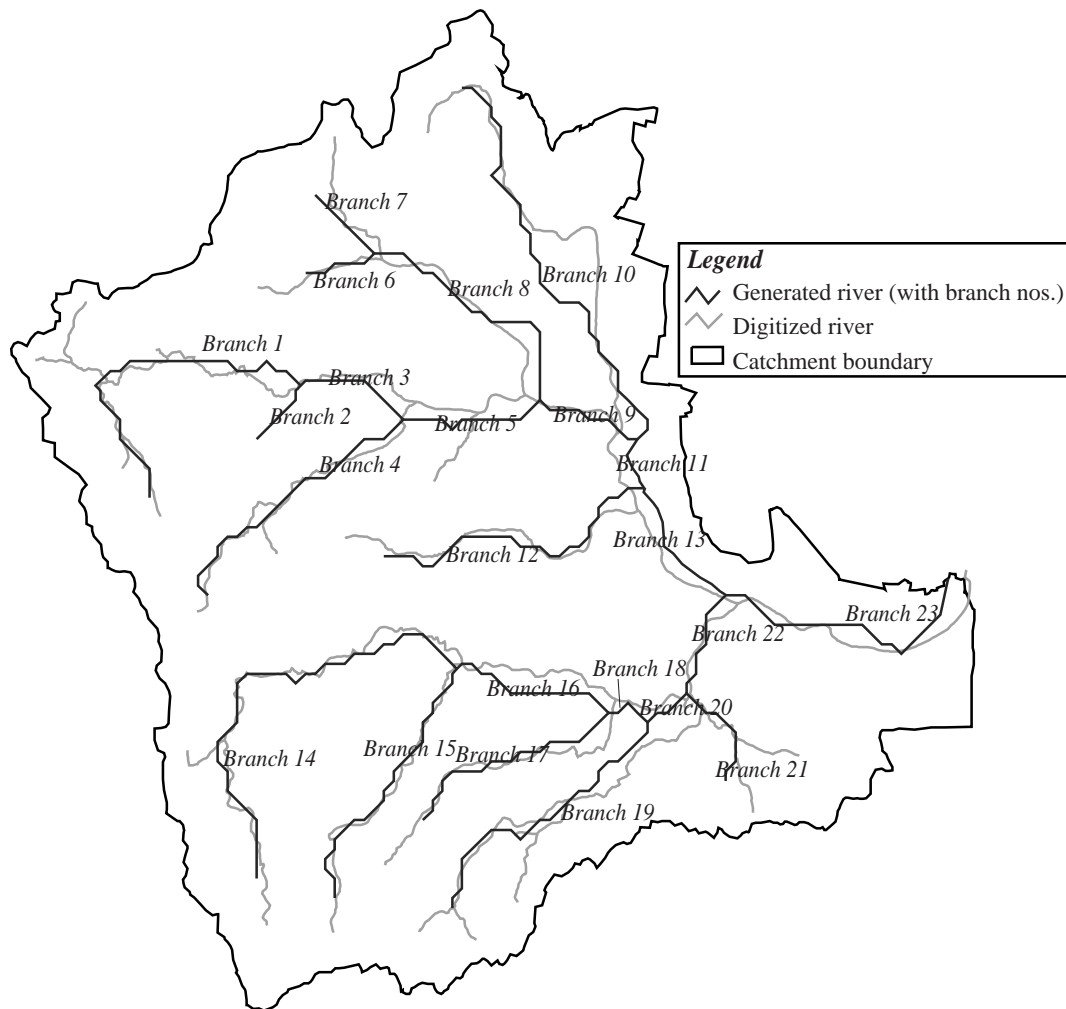 Branch 7
Branch 10
Legend
Generated river (with branch nos.)
Digitized river
Catchment boundary
Branch 6
Branch 8
Branch 1
Branch 3
Branch 2
Branch 5
Branch 9
Branch 4
Branch 11
Branch 12
Branch 13
Branch 23
Branch 22
Branch 18
Branch 16
Branch 20
Branch 14
Branch 15
Branch 17
Branch 21
Branch 19